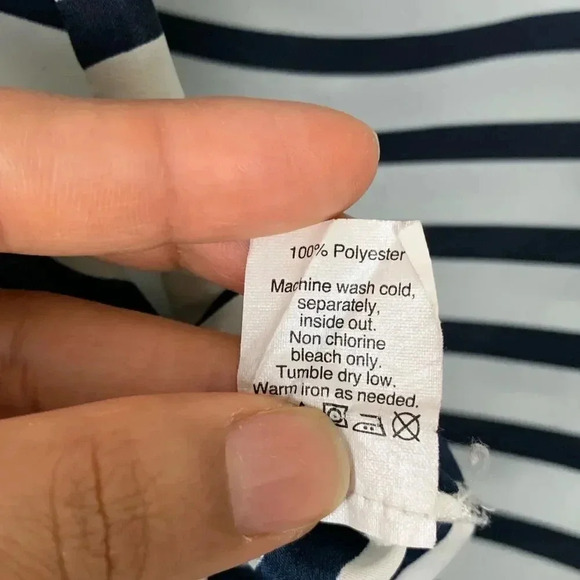 100% Polyester
Machine wash cold,
separately,
inside out.
Non chlorine
bleach only.
Tumble dry low.
Warm iron as needed.